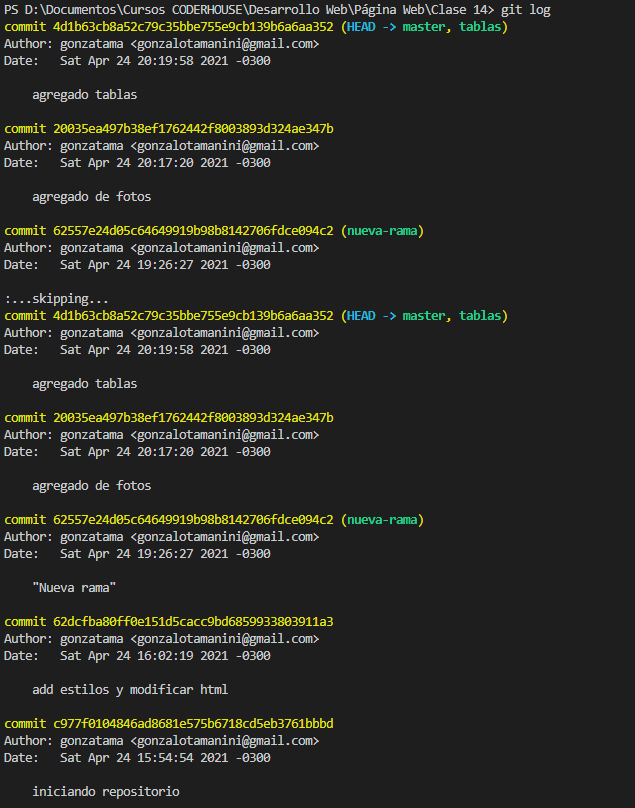 PS D:\Documentos\Cursos CODERHOUSE\Desarrollo Web\Página Web\Clase 14> git log
commit 4d1b63cb8a52c79c35bbe755e9cb139b6a6aa352 (HEAD -> master, tablas)
Author: gonzatama <gonzalotamanini@gmail.com>
Date:   Sat Apr 24 20:19:58 2021 -0300

    agregado tablas

commit 20035ea497b38ef1762442f8003893d324ae347b
Author: gonzatama <gonzalotamanini@gmail.com>
Date:   Sat Apr 24 20:17:20 2021 -0300

    agregado de fotos

commit 62557e24d05c64649919b98b8142706fdce094c2 (nueva-rama)
Author: gonzatama <gonzalotamanini@gmail.com>
Date:   Sat Apr 24 19:26:27 2021 -0300

:...skipping...
commit 4d1b63cb8a52c79c35bbe755e9cb139b6a6aa352 (HEAD -> master, tablas)
Author: gonzatama <gonzalotamanini@gmail.com>
Date:   Sat Apr 24 20:19:58 2021 -0300

    agregado tablas

commit 20035ea497b38ef1762442f8003893d324ae347b
Author: gonzatama <gonzalotamanini@gmail.com>
Date:   Sat Apr 24 20:17:20 2021 -0300

    agregado de fotos

commit 62557e24d05c64649919b98b8142706fdce094c2 (nueva-rama)
Author: gonzatama <gonzalotamanini@gmail.com>
Date:   Sat Apr 24 19:26:27 2021 -0300

    "Nueva rama"

commit 62dcfba80ff0e151d5cacc9bd6859933803911a3
Author: gonzatama <gonzalotamanini@gmail.com>
Date:   Sat Apr 24 16:02:19 2021 -0300

    add estilos y modificar html

commit c977f0104846ad8681e575b6718cd5eb3761bbbd
Author: gonzatama <gonzalotamanini@gmail.com>
Date:   Sat Apr 24 15:54:54 2021 -0300

    iniciando repositorio